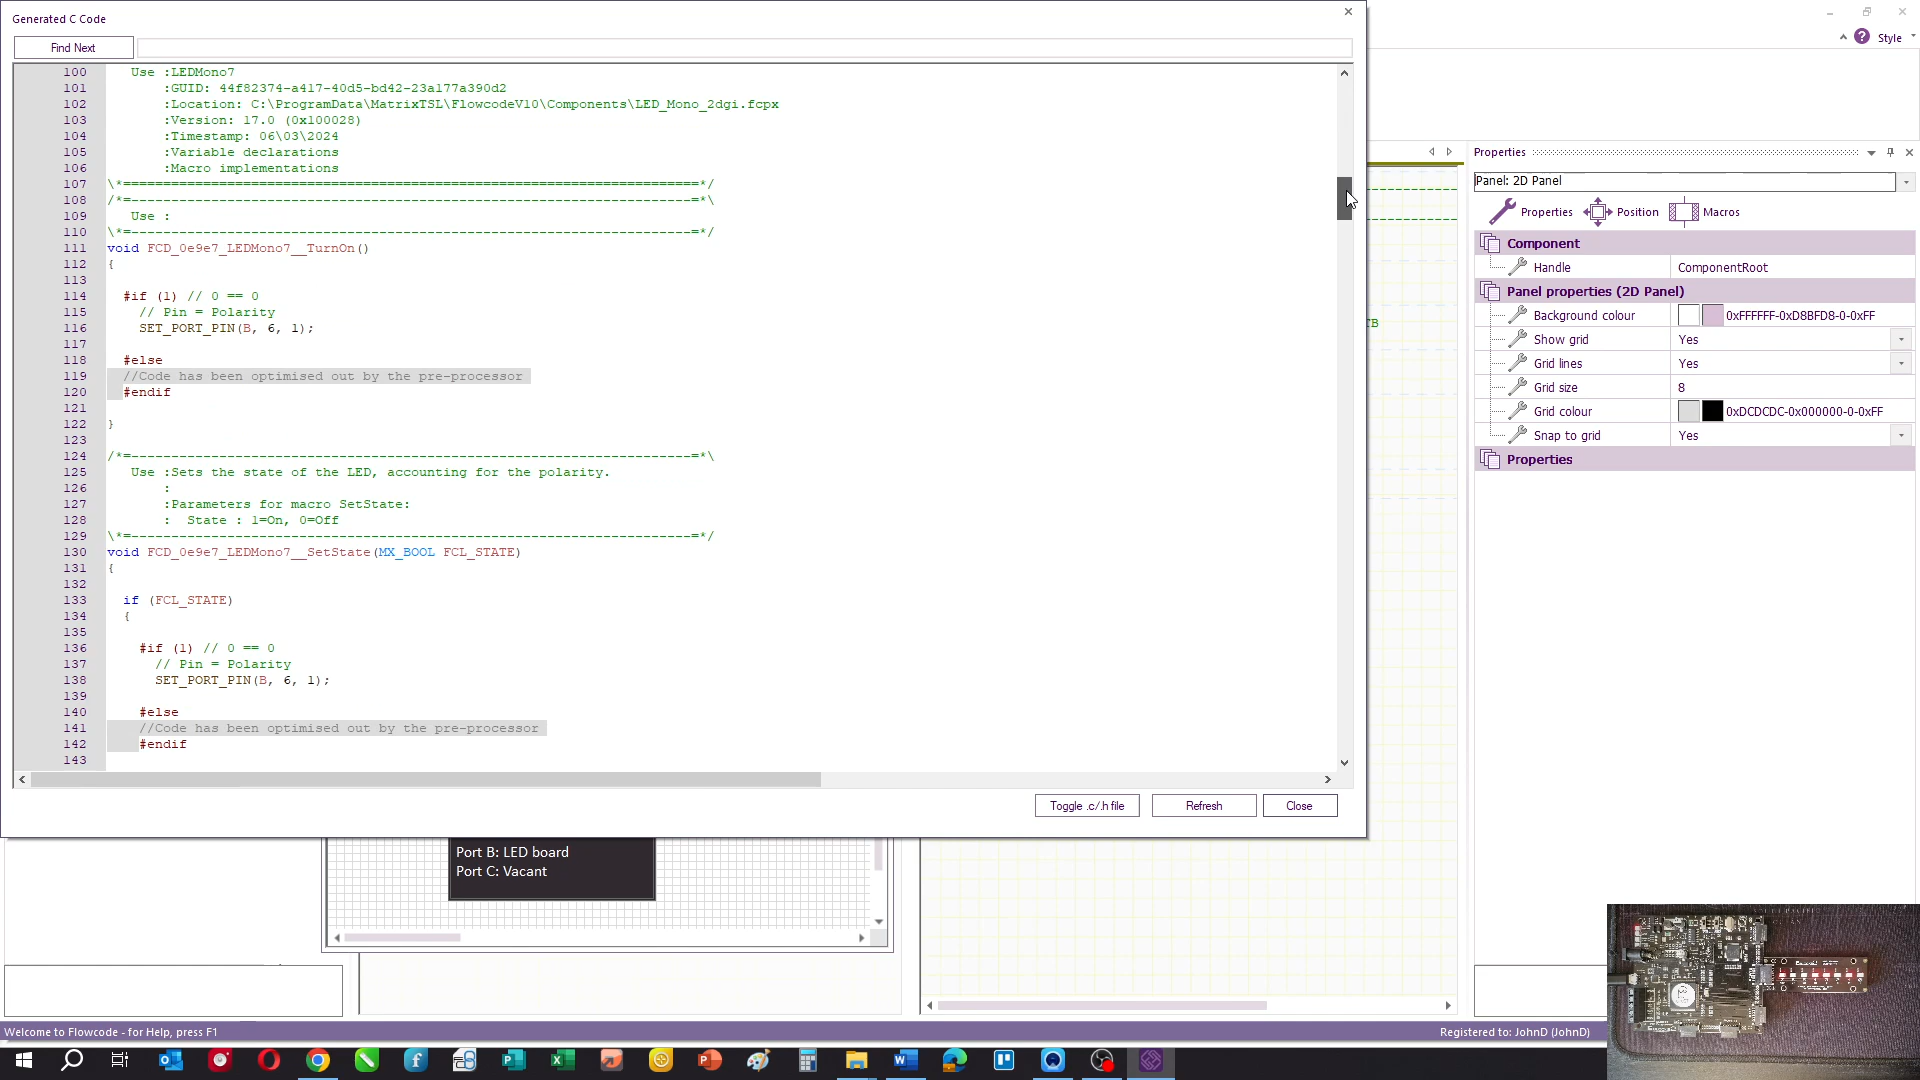 Generated C Code
Style
Find Next
100 Use :LEDMono7
101 :GUID: 44f82374-a417-40d5-bd42-23a177a390d2
102 :Location: C:\ProgramData\MatrixTSL\FlowcodeV10\Components\LED_Mono_2dgi.fcpx
103 :Version: 17.0 (0x100028)
104 :Timestamp: 06\03\2024
105 :Variable declarations
106 :Macro implementations
107 \*=----------------------------------------------------------------------=*/
108 /*=----------------------------------------------------------------------=*\
109 Use :
110 \*=----------------------------------------------------------------------=*/
111 void FCD_0e9e7_LEDMono7__TurnOn()
112 {
113
114 #if (1) // 0 == 0
115 // Pin = Polarity
116 SET_PORT_PIN(B, 6, 1);
117
118 #else
119 //Code has been optimised out by the pre-processor
120 #endif
121
122 }
123
124 /*=----------------------------------------------------------------------=*\
125 Use :Sets the state of the LED, accounting for the polarity.
126 :
127 :Parameters for macro SetState:
128 : State : 1=On, 0=Off
129 \*=----------------------------------------------------------------------=*/
130 void FCD_0e9e7_LEDMono7__SetState(MX_BOOL FCL_STATE)
131 {
132
133 if (FCL_STATE)
134 {
135
136 #if (1) // 0 == 0
137 // Pin = Polarity
138 SET_PORT_PIN(B, 6, 1);
139
140 #else
141 //Code has been optimised out by the pre-processor
142 #endif
143
Toggle .c/.h file
Refresh
Close
TB
Properties
Panel: 2D Panel
Properties Position Macros
Component
Handle ComponentRoot
Panel properties (2D Panel)
Background colour 0xFFFFFF-0xD8BFD8-0-0xFF
Show grid Yes
Grid lines Yes
Grid size 8
Grid colour 0xDCDCDC-0x000000-0-0xFF
Snap to grid Yes
Properties
Port B: LED board
Port C: Vacant
Welcome to Flowcode - for Help, press F1
Registered to: JohnD (JohnD)